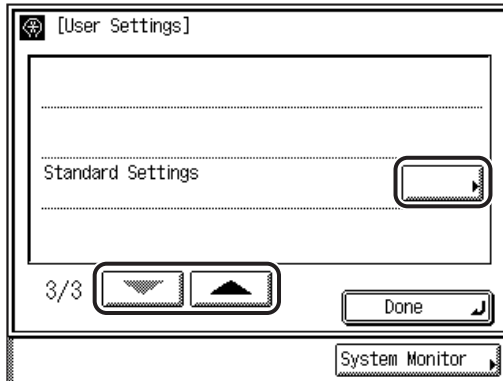 [User Settings]
Standard Settings
3/3
Done
System Monitor